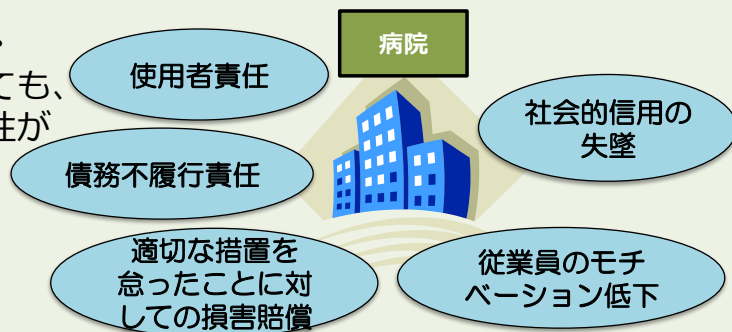 ても、
性が
病院
使用者責任
社会的信用の
失墜
債務不履行責任
適切な措置を
怠ったことに対
しての損害賠償
従業員のモチ
ベーション低下